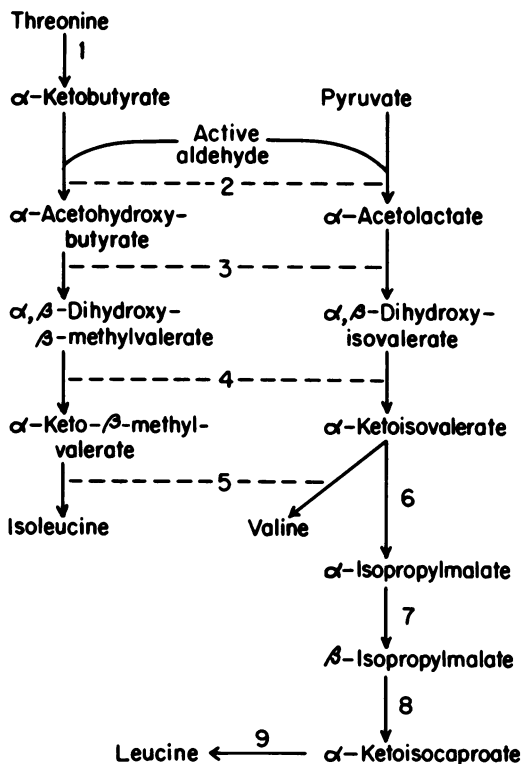 Threonine
1
α-Ketobutyrate
Pyruvate
Active
aldehyde
2
α-Acetohydroxy-
butyrate
α-Acetolactate
3
α,β-Dihydroxy-
β-methylvalerate
α,β-Dihydroxy-
isovalerate
4
α-Keto-β-methyl-
valerate
α-Ketoisovalerate
5
6
Isoleucine
Valine
α-Isopropylmalate
7
β-Isopropylmalate
8
Leucine
9
α-Ketoisocaproate